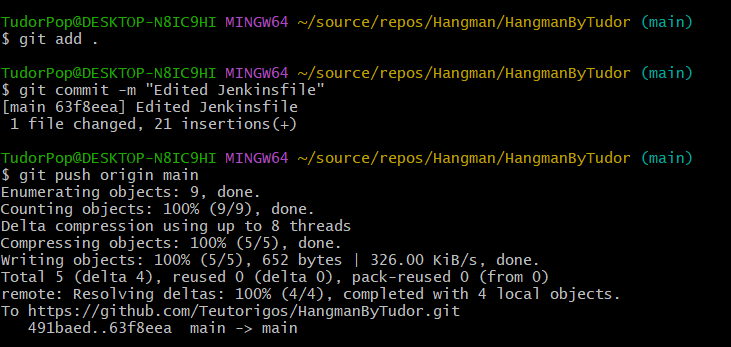 TudorPop@DESKTOP-N8IC9HI MINGW64 ~/source/repos/Hangman/HangmanByTudor (main)
$ git add .
TudorPop@DESKTOP-N8IC9HI MINGW64 ~/source/repos/Hangman/HangmanByTudor (main)
$ git commit -m "Edited Jenkinsfile"
[main 63f8eea] Edited Jenkinsfile
 1 file changed, 21 insertions(+)
TudorPop@DESKTOP-N8IC9HI MINGW64 ~/source/repos/Hangman/HangmanByTudor (main)
$ git push origin main
Enumerating objects: 9, done.
Counting objects: 100% (9/9), done.
Delta compression using up to 8 threads
Compressing objects: 100% (5/5), done.
Writing objects: 100% (5/5), 652 bytes | 326.00 KiB/s, done.
Total 5 (delta 4), reused 0 (delta 0), pack-reused 0 (from 0)
remote: Resolving deltas: 100% (4/4), completed with 4 local objects.
To https://github.com/Teutorigos/HangmanByTudor.git
   491baed..63f8eea  main -> main